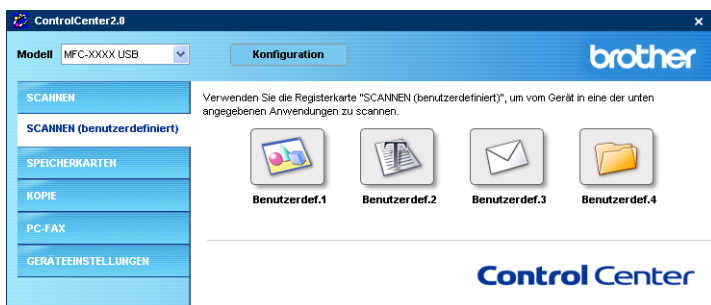 ControlCenter2.0
Modell MFC-XXXX USB Konfiguration brother
SCANNEN
SCANNEN (benutzerdefiniert)
SPEICHERKARTEN
KOPIE
PC-FAX
GERÄTEEINSTELLUNGEN
Verwenden Sie die Registerkarte "SCANNEN (benutzerdefiniert)", um vom Gerät in eine der unten
angegebenen Anwendungen zu scannen.
Benutzerdef.1 Benutzerdef.2 Benutzerdef.3 Benutzerdef.4
Control Center